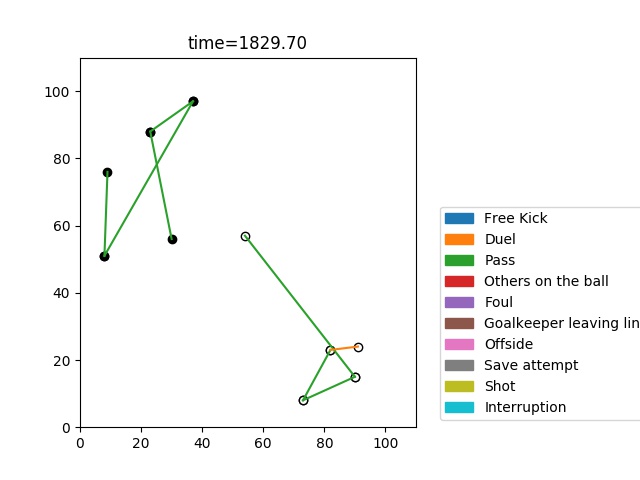 time=1829.70
100
80
60
40
20
0
0 20 40 60 80 100
Free Kick
Duel
Pass
Others on the ball
Foul
Goalkeeper leaving lin
Offside
Save attempt
Shot
Interruption